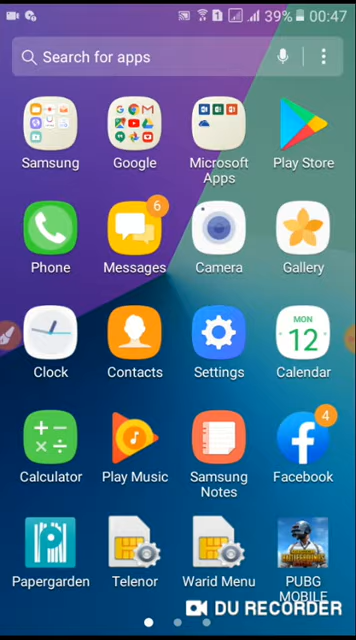 39% 00:47
Search for apps
Samsung Google Microsoft Apps Play Store
6
Phone Messages Camera Gallery
MON
12
Clock Contacts Settings Calendar
4
Calculator Play Music Samsung Notes Facebook
Papergarden Telenor Warid Menu PUBG MOBILE
DU RECORDER